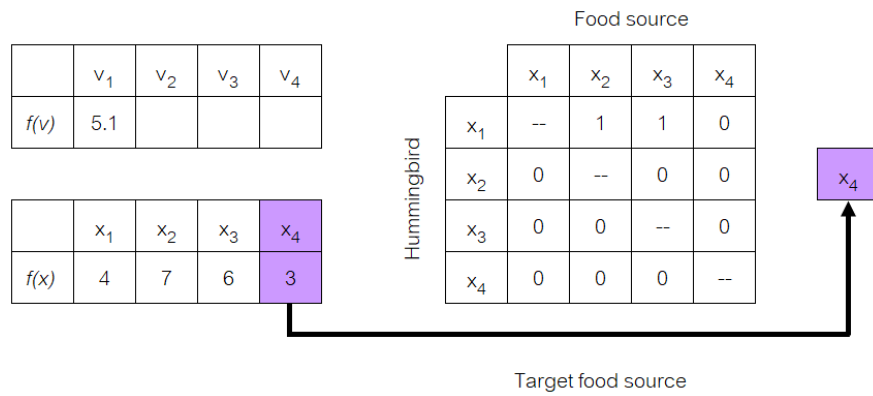 Food source
v1 v2 v3 v4
f(v) 5.1
x1 x2 x3 x4
f(x) 4 7 6 3
Hummingbird
x1 x2 x3 x4
x1 -- 1 1 0
x2 0 -- 0 0
x3 0 0 -- 0
x4 0 0 0 --
x4
Target food source